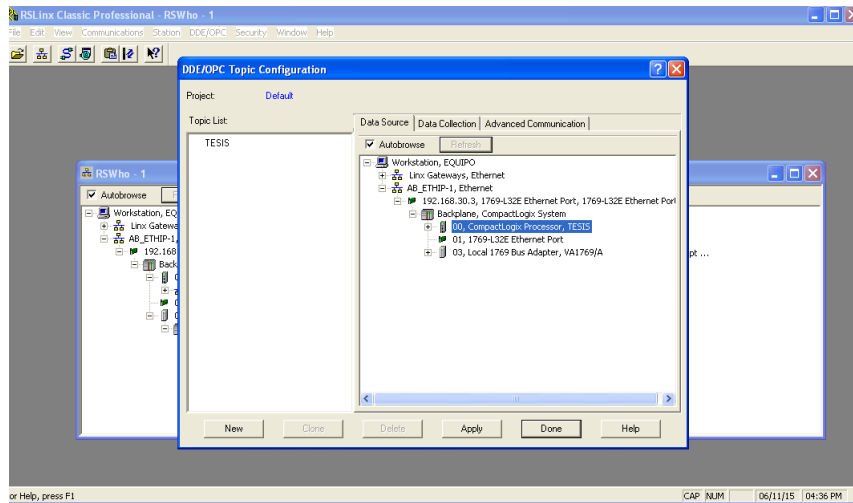 RSLinx Classic Professional - RSWho - 1
File Edit View Communications Station DDE/OPC Security Window Help
DDE/OPC Topic Configuration
Project: Default
Topic List:
TESIS
Data Source Data Collection Advanced Communication
Autobrowse Refresh
Workstation, EQUIPO
Linx Gateways, Ethernet
AB_ETHIP-1, Ethernet
192.168.30.3, 1769-L32E Ethernet Port, 1769-L32E Ethernet Port
Backplane, CompactLogix System
00, CompactLogix Processor, TESIS
01, 1769-L32E Ethernet Port
03, Local 1769 Bus Adapter, VA1769/A
New Clone Delete Apply Done Help
RSWho - 1
Autobrowse
Workstation, EQ
Linx Gatewa
AB_ETHIP-1,
192.168
Back
pt ...
or Help, press F1
CAP NUM 06/11/15 04:36 PM